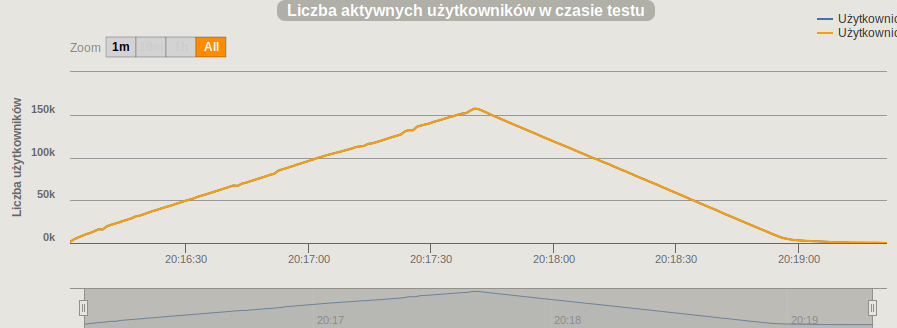 Liczba aktywnych użytkowników w czasie testu
Użytkownic
Użytkownic
Zoom 1m 10m 1h All
Liczba użytkowników
150k
100k
50k
0k
20:16:30 20:17:00 20:17:30 20:18:00 20:18:30 20:19:00
20:17 20:18 20:19